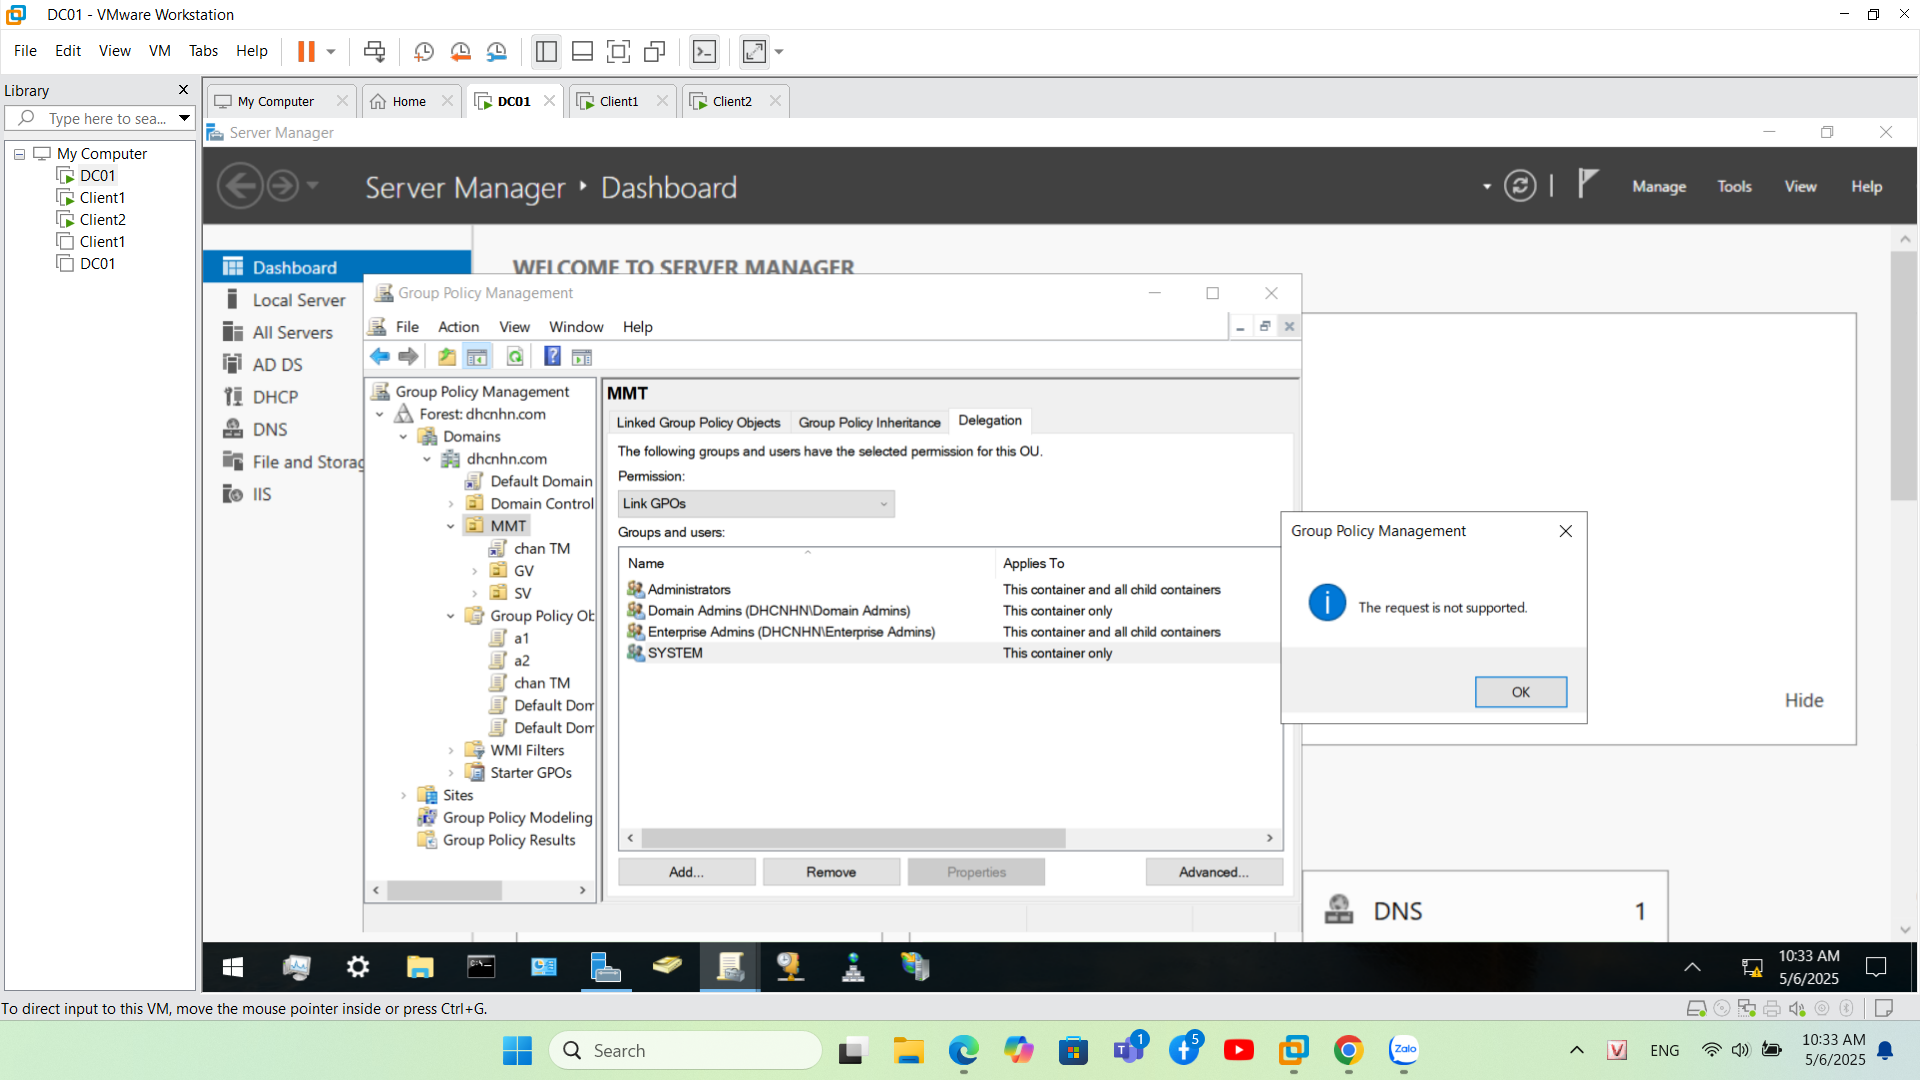 DC01 - VMware Workstation
File Edit View VM Tabs Help
Library
Type here to sea...
My Computer
DC01
Client1
Client2
Client1
DC01
My Computer
Home
DC01
Client1
Client2
Server Manager
Server Manager
Dashboard
Manage Tools View Help
Dashboard
Local Server
All Servers
AD DS
DHCP
DNS
File and Storag
IIS
WELCOME TO SERVER MANAGER
Group Policy Management
File Action View Window Help
Group Policy Management
Forest: dhcnhn.com
Domains
dhcnhn.com
Default Domain
Domain Control
MMT
chan TM
GV
SV
Group Policy Ob
a1
a2
chan TM
Default Dom
Default Dom
WMI Filters
Starter GPOs
Sites
Group Policy Modeling
Group Policy Results
MMT
Linked Group Policy Objects
Group Policy Inheritance
Delegation
The following groups and users have the selected permission for this OU.
Permission:
Link GPOs
Groups and users:
Name Applies To
Administrators This container and all child containers
Domain Admins (DHCNHN\Domain Admins) This container only
Enterprise Admins (DHCNHN\Enterprise Admins) This container and all child containers
SYSTEM This container only
Add... Remove Properties Advanced...
Group Policy Management
The request is not supported.
OK
Hide
DNS 1
10:33 AM
5/6/2025
To direct input to this VM, move the mouse pointer inside or press Ctrl+G.
Search
1
5
Zalo
V
ENG
10:33 AM
5/6/2025